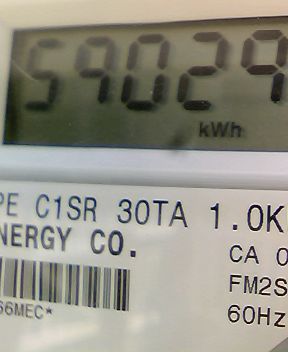 59029
kWh
PE C1SR 30TA 1.0K
NERGY CO.
CA 0
FM2S
66MEC*
60Hz